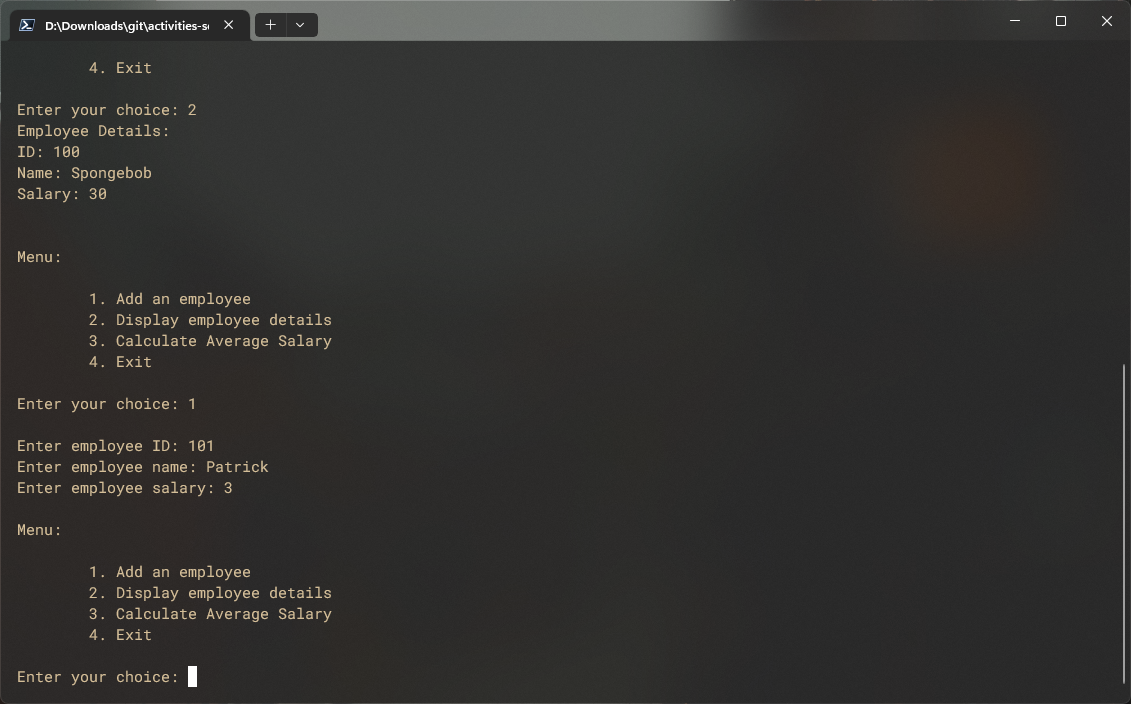 D:\Downloads\git\activities-s
4. Exit
Enter your choice: 2
Employee Details:
ID: 100
Name: Spongebob
Salary: 30
Menu:
1. Add an employee
2. Display employee details
3. Calculate Average Salary
4. Exit
Enter your choice: 1
Enter employee ID: 101
Enter employee name: Patrick
Enter employee salary: 3
Menu:
1. Add an employee
2. Display employee details
3. Calculate Average Salary
4. Exit
Enter your choice: